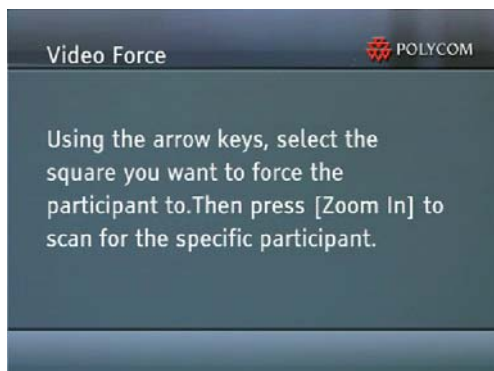 Video Force
POLYCOM
Using the arrow keys, select the
square you want to force the
participant to.Then press [Zoom In] to
scan for the specific participant.